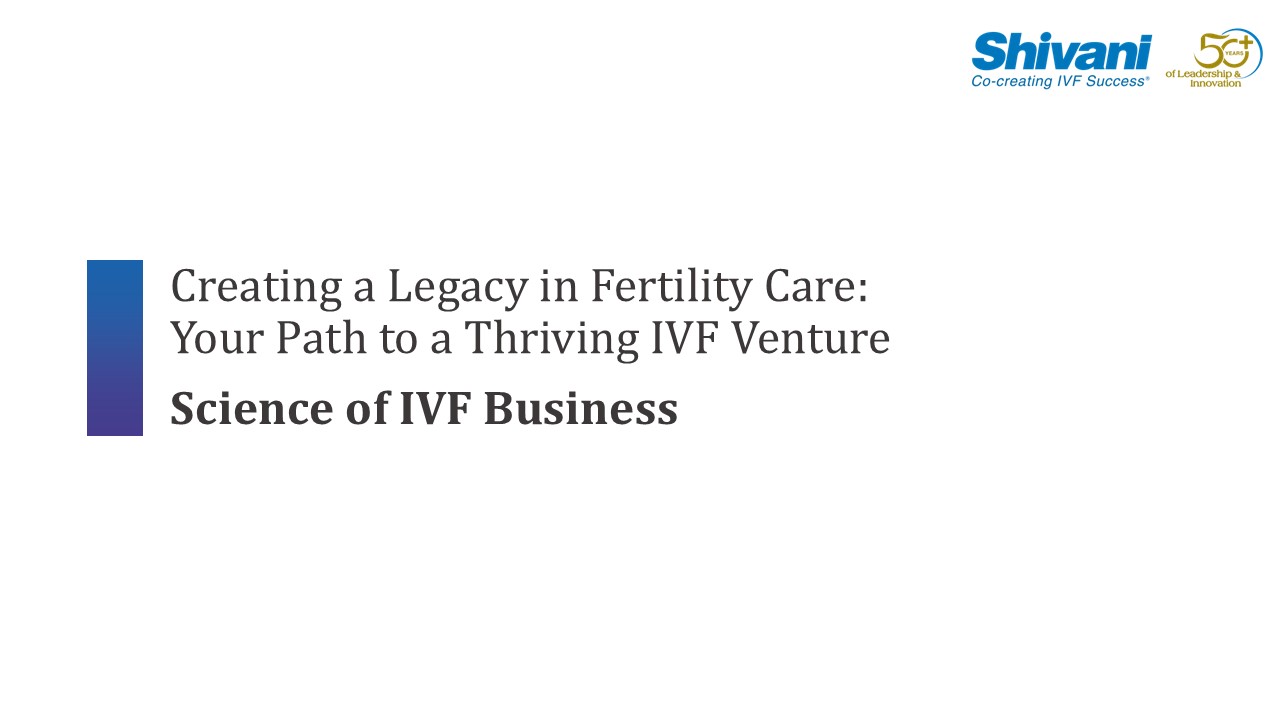 Shivani
Co-creating IVF Success®
50+
YEARS
of Leadership &
Innovation
Creating a Legacy in Fertility Care:
Your Path to a Thriving IVF Venture
Science of IVF Business